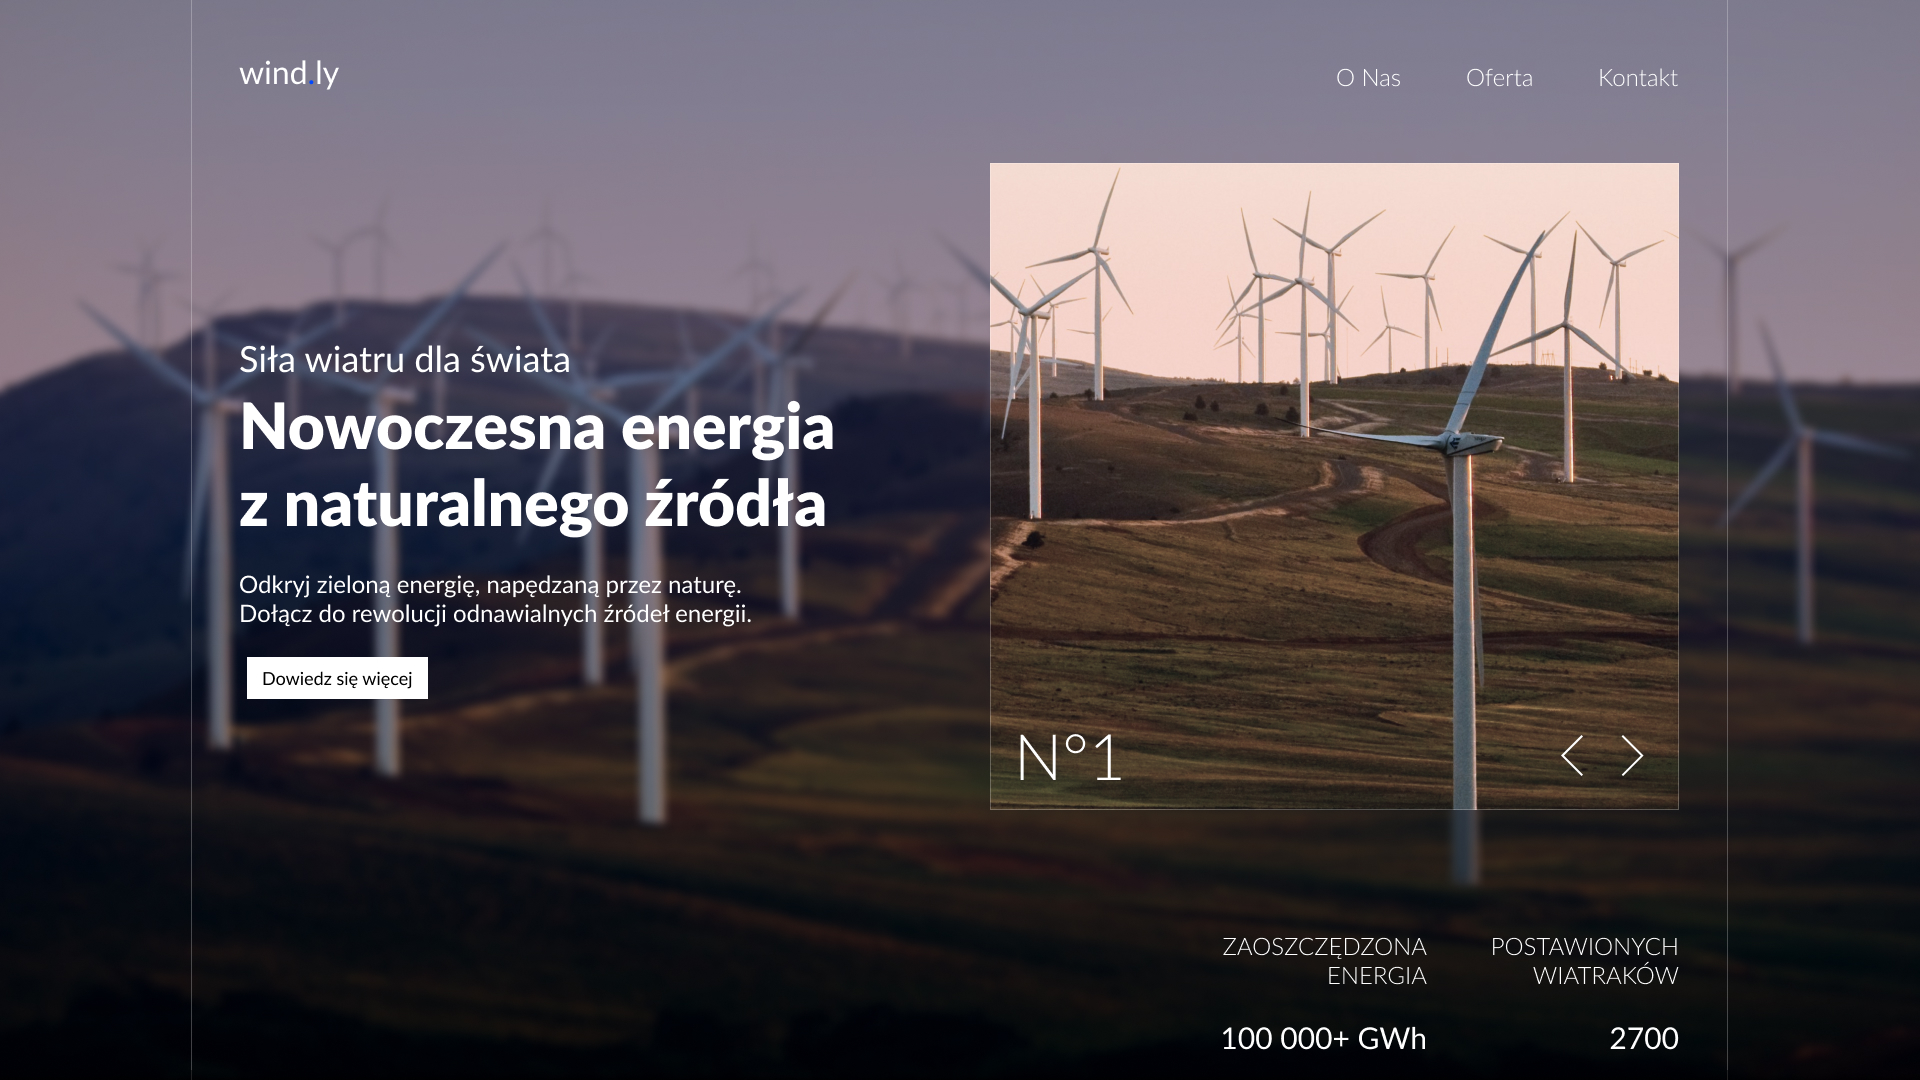 wind.ly
O Nas
Oferta
Kontakt
Siła wiatru dla świata
Nowoczesna energia
z naturalnego źródła
Odkryj zieloną energię, napędzaną przez naturę.
Dołącz do rewolucji odnawialnych źródeł energii.
Dowiedz się więcej
N°1
ZAOSZCZĘDZONA
ENERGIA
100 000+ GWh
POSTAWIONYCH
WIATRAKÓW
2700